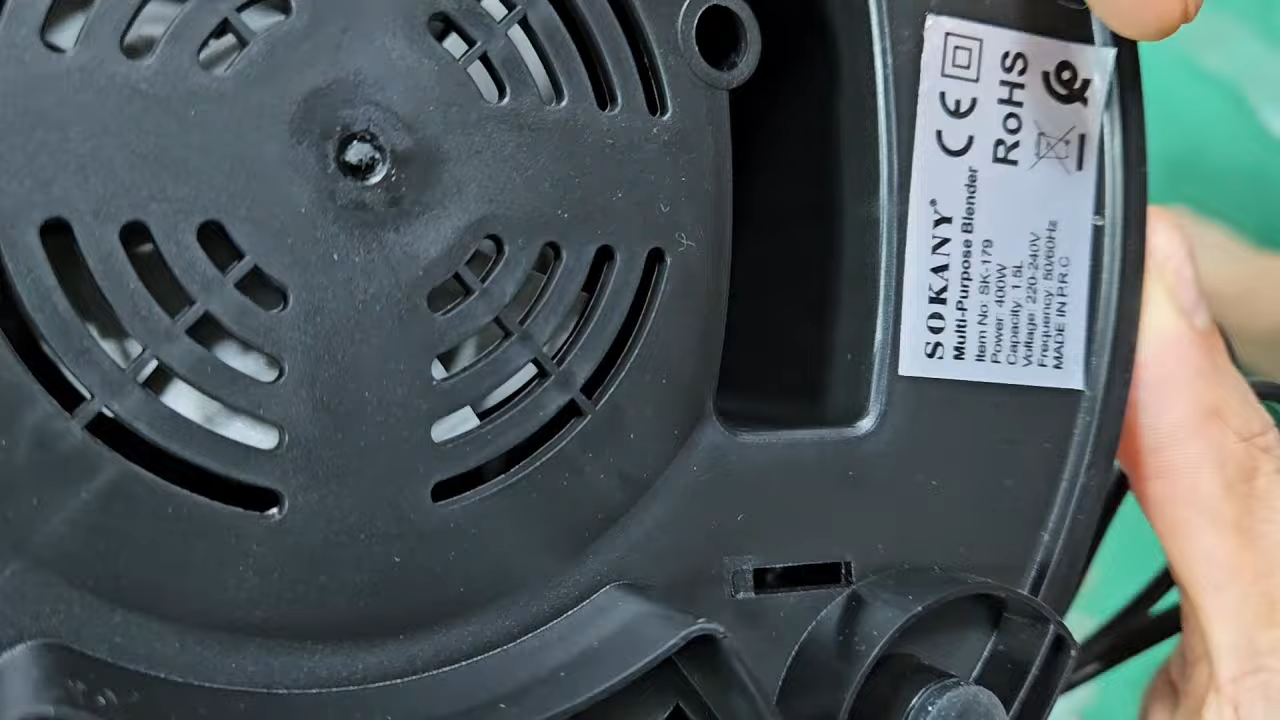 CE
RoHS
SOKANY®
Multi-Purpose Blender
Item No: SK-179
Power: 400W
Capacity: 1.5L
Voltage: 220-240V
Frequency: 50/60Hz
MADE IN P.R.C